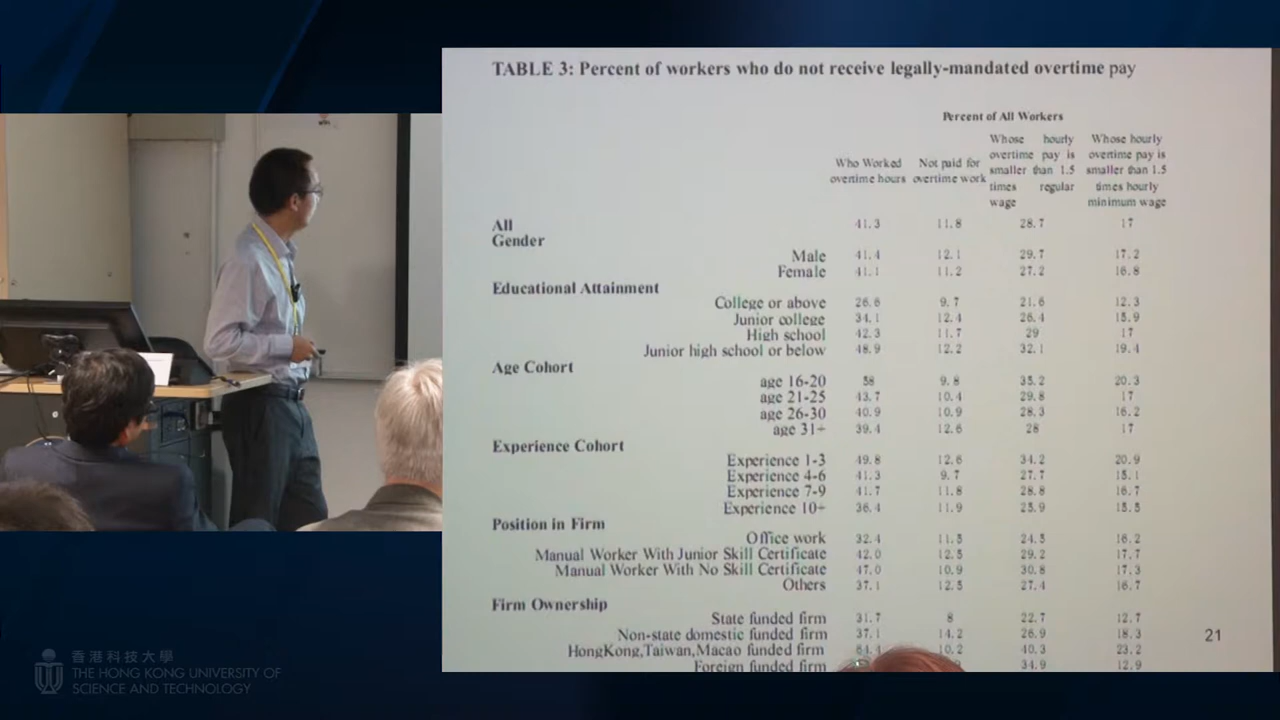 TABLE 3: Percent of workers who do not receive legally-mandated overtime pay
Percent of All Workers
Who Worked overtime hours
Not paid for overtime work
Whose hourly overtime pay is smaller than 1.5 times regular wage
Whose hourly overtime pay is smaller than 1.5 times hourly minimum wage
All 41.3 11.8 28.7 17
Gender
Male 41.4 12.1 29.7 17.2
Female 41.1 11.2 27.2 16.8
Educational Attainment
College or above 26.6 9.7 21.6 12.3
Junior college 34.1 12.4 26.4 15.9
High school 42.3 11.7 29 17
Junior high school or below 48.9 12.2 32.1 19.4
Age Cohort
age 16-20 58 9.8 35.2 20.3
age 21-25 43.7 10.4 29.8 17
age 26-30 40.9 10.9 28.3 16.2
age 31+ 39.4 12.6 28 17
Experience Cohort
Experience 1-3 49.8 12.6 34.2 20.9
Experience 4-6 41.3 9.7 27.7 15.1
Experience 7-9 41.7 11.8 28.8 16.7
Experience 10+ 36.4 11.9 25.9 15.5
Position in Firm
Office work 32.4 11.5 24.5 16.2
Manual Worker With Junior Skill Certificate 42.0 12.5 29.2 17.7
Manual Worker With No Skill Certificate 47.0 10.9 30.8 17.3
Others 37.1 12.5 27.4 16.7
Firm Ownership
State funded firm 31.7 8 22.7 12.7
Non-state domestic funded firm 37.1 14.2 26.9 18.3
HongKong,Taiwan,Macao funded firm 10.2 40.3 23.2
Foreign funded firm 34.9 12.9
21
香港科技大學
THE HONG KONG UNIVERSITY OF
SCIENCE AND TECHNOLOGY